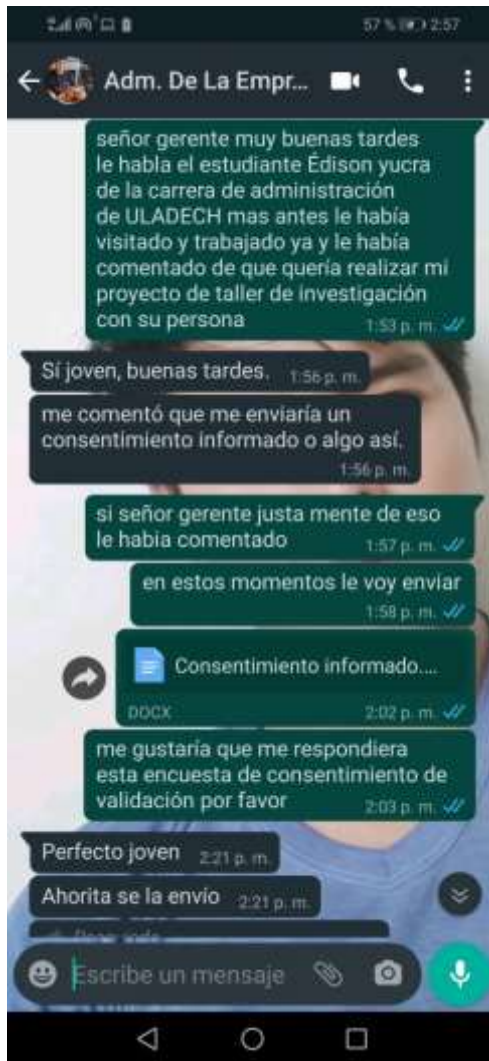 57 % 2:57
Adm. De La Empr...
señor gerente muy buenas tardes
le habla el estudiante Édison yucra
de la carrera de administración
de ULADECH mas antes le había
visitado y trabajado ya y le había
comentado de que quería realizar mi
proyecto de taller de investigación
con su persona
1:53 p. m.
Sí joven, buenas tardes. 1:56 p. m.
me comentó que me enviaría un
consentimiento informado o algo así.
1:56 p. m.
si señor gerente justa mente de eso
le habia comentado 1:57 p. m.
en estos momentos le voy enviar
1:58 p. m.
Consentimiento informado....
DOCX 2:02 p. m.
me gustaría que me respondiera
esta encuesta de consentimiento de
validación por favor 2:03 p. m.
Perfecto joven 2:21 p. m.
Ahorita se la envío 2:21 p. m.
Escribe un mensaje